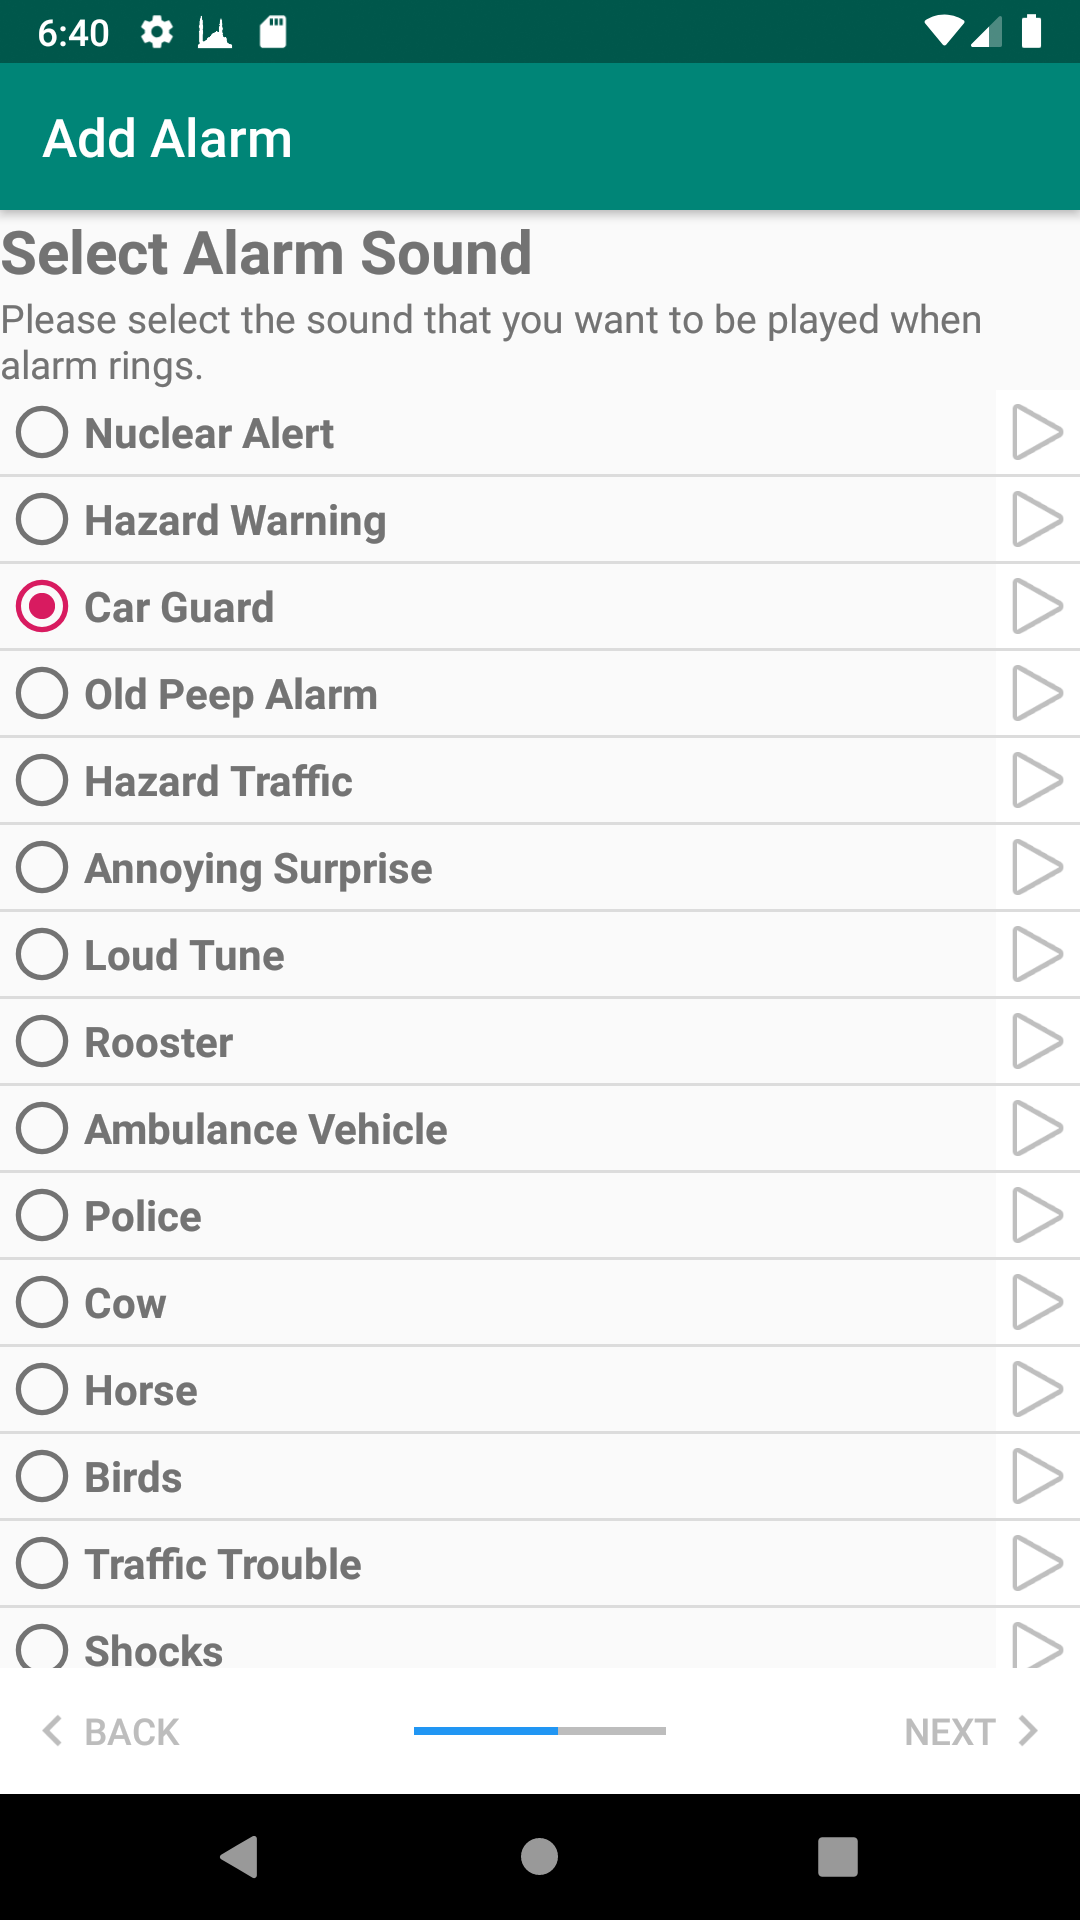 6:40
Add Alarm
Select Alarm Sound
Please select the sound that you want to be played when
alarm rings.
Nuclear Alert
Hazard Warning
Car Guard
Old Peep Alarm
Hazard Traffic
Annoying Surprise
Loud Tune
Rooster
Ambulance Vehicle
Police
Cow
Horse
Birds
Traffic Trouble
Shocks
BACK
NEXT